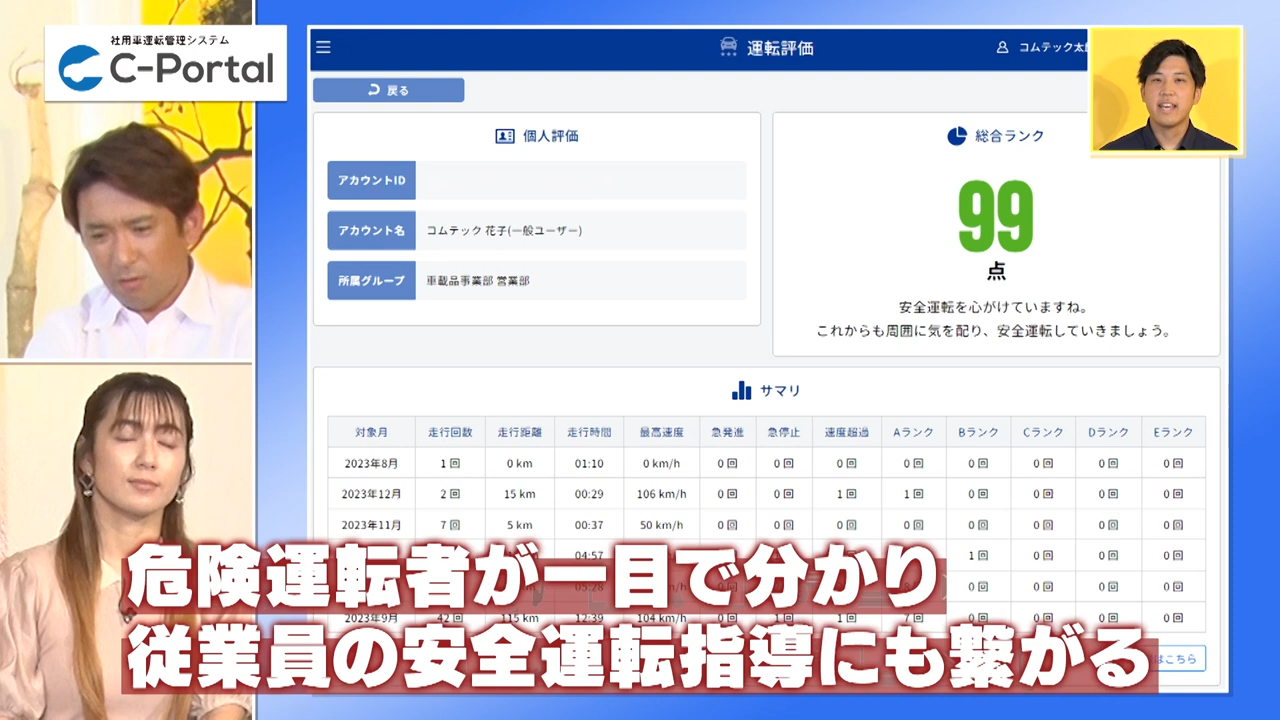 社用車運転管理システム
C-Portal
運転評価
コムテック太
戻る
個人評価
アカウントID
アカウント名 コムテック 花子(一般ユーザー)
所属グループ 車載品事業部 営業部
総合ランク
99
点
安全運転を心がけていますね。
これからも周囲に気を配り、安全運転していきましょう。
サマリ
対象月 走行回数 走行距離 走行時間 最高速度 急発進 急停止 速度超過 Aランク Bランク Cランク Dランク Eランク
2023年8月 1回 0 km 01:10 0 km/h 0回 0回 0回 0回 0回 0回 0回 0回
2023年12月 2回 15 km 00:29 106 km/h 0回 0回 1回 1回 0回 0回 0回 0回
2023年11月 7回 5 km 00:37 50 km/h 0回 0回 0回 0回 0回 0回 0回 0回
04:57 1回 0回 0回 0回
05:28 0回 0回 0回 0回
2023年9月 42回 115 km 12:39 104 km/h 0回 1回 1回 7回 0回 0回 0回 0回
はこちら
危険運転者が一目で分かり
従業員の安全運転指導にも繋がる